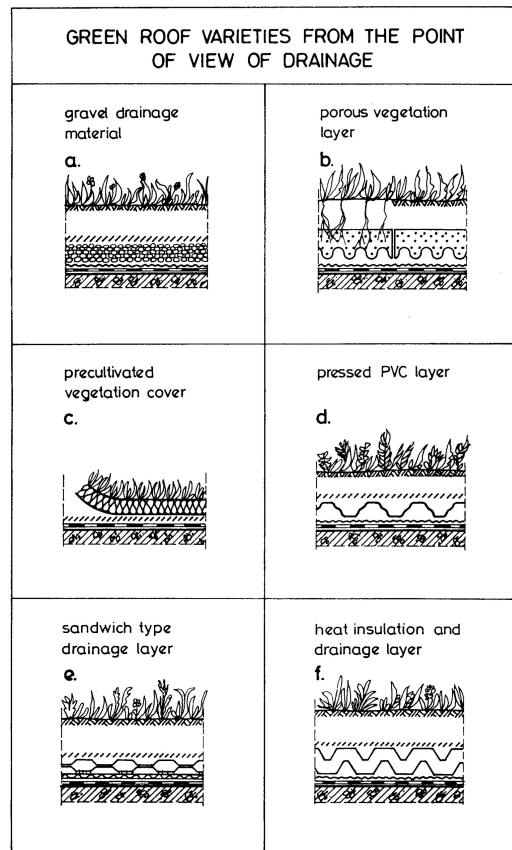 GREEN ROOF VARIETIES FROM THE POINT
OF VIEW OF DRAINAGE
gravel drainage
material
a.
porous vegetation
layer
b.
precultivated
vegetation cover
c.
pressed PVC layer
d.
sandwich type
drainage layer
e.
heat insulation and
drainage layer
f.